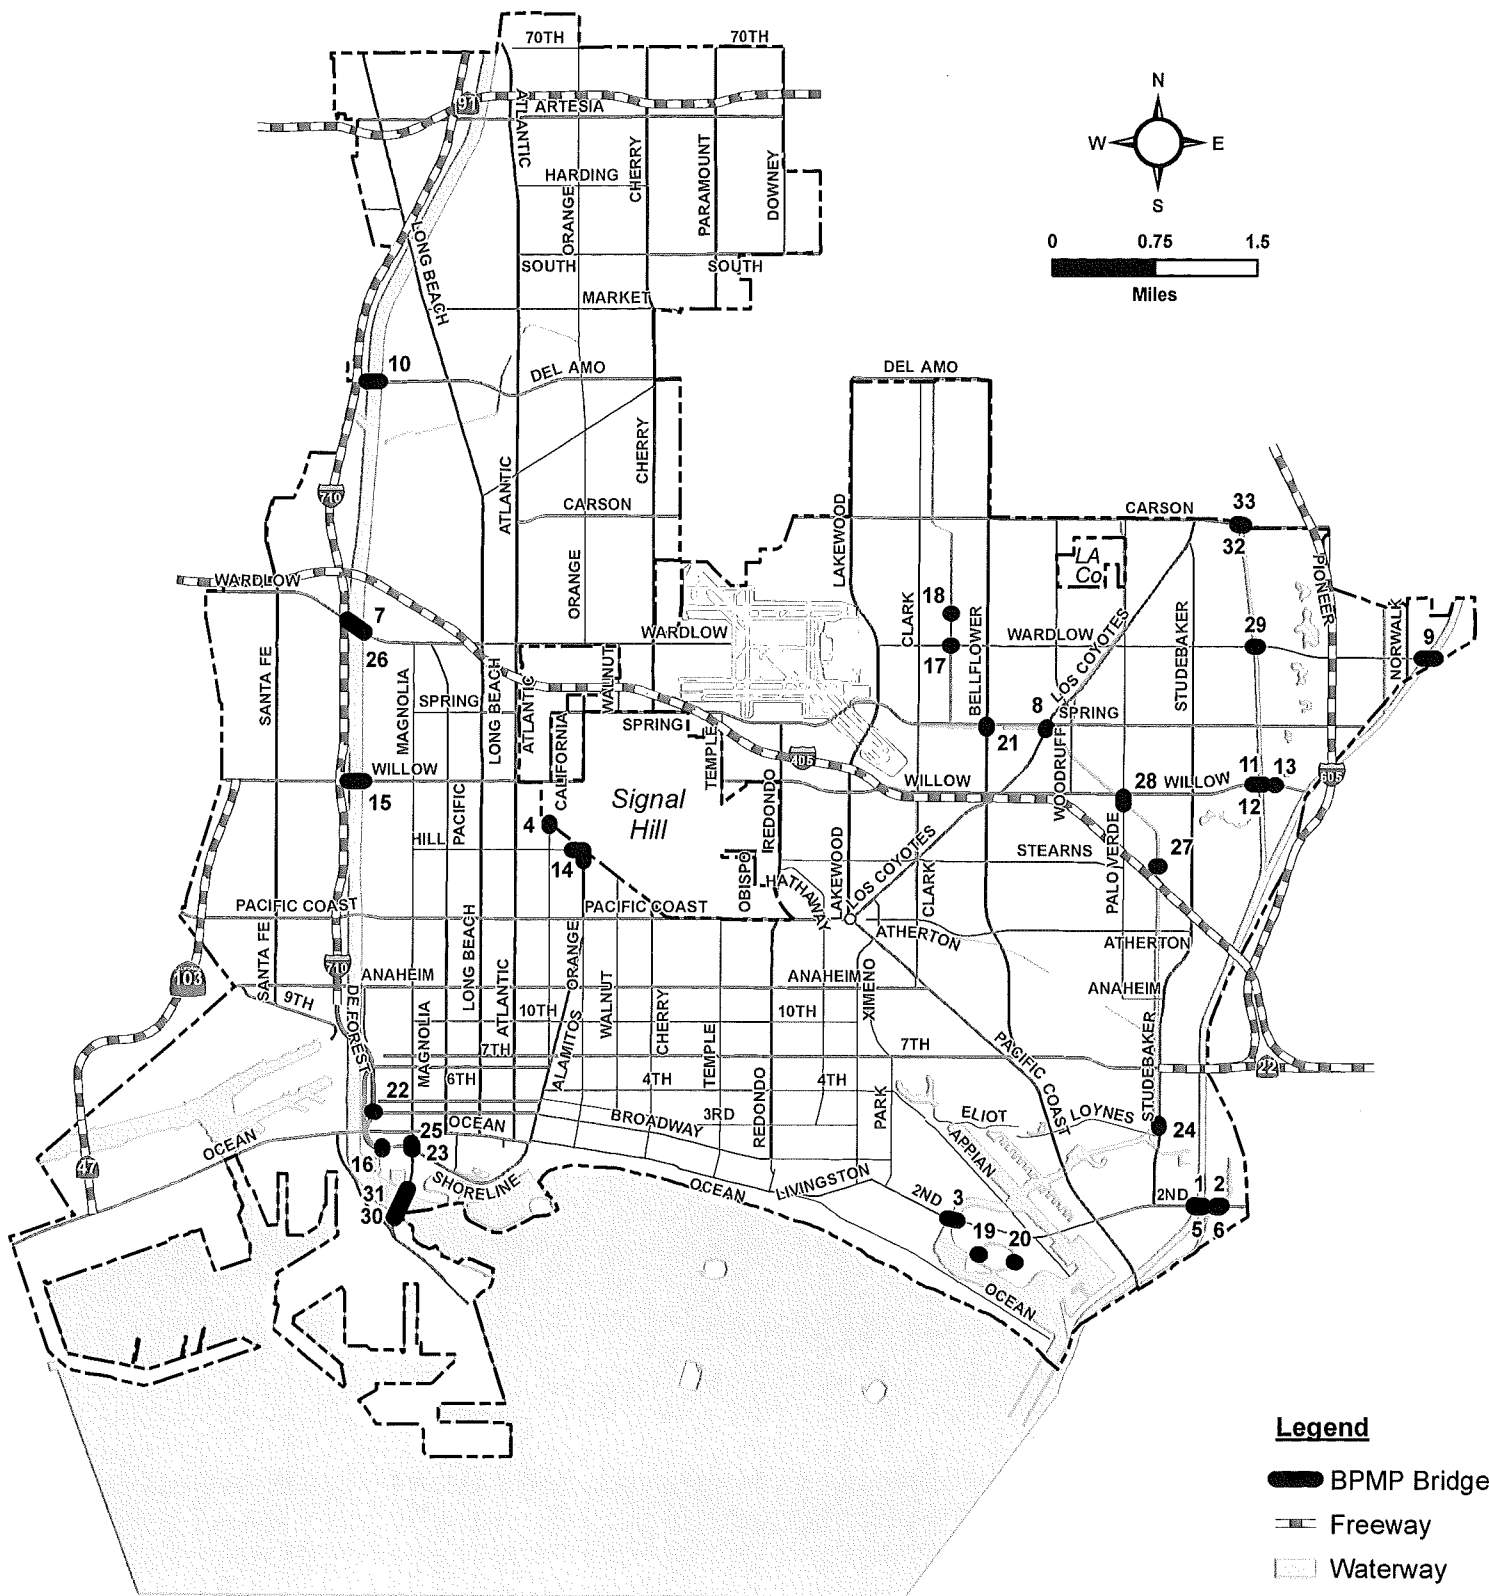 70TH
70TH
91
ATLANTIC
ARTESIA
N
W
E
S
HARDING
ORANGE
CHERRY
PARAMOUNT
DOWNEY
LONG BEACH
SOUTH
SOUTH
MARKET
0 0.75 1.5
Miles
10
DEL AMO
DEL AMO
CHERRY
ATLANTIC
710
CARSON
LAKEWOOD
CARSON
33
32
LA
Co
PIONEER
WARDLOW
ORANGE
7
26
WARDLOW
18
17
CLARK
BELLFLOWER
WARDLOW
LOS COYOTES
STUDEBAKER
29
NORWALK
9
SANTA FE
MAGNOLIA
SPRING
LONG BEACH
ATLANTIC
WALNUT
CALIFORNIA
SPRING
TEMPLE
405
21
8
SPRING
WOODRUFF
WILLOW
15
PACIFIC
Signal
Hill
REDONDO
WILLOW
28
WILLOW
11
12
13
605
4
HILL
14
OBISPO
HATHAWAY
LAKEWOOD
LOS COYOTES
CLARK
STEARNS
PALO VERDE
27
PACIFIC COAST
PACIFIC COAST
ATHERTON
ATHERTON
103
SANTA FE
710
ANAHEIM
LONG BEACH
ATLANTIC
ORANGE
ANAHEIM
XIMENO
ANAHEIM
9TH
DE FOREST
MAGNOLIA
10TH
WALNUT
CHERRY
10TH
7TH
ALAMITOS
TEMPLE
7TH
PACIFIC COAST
STUDEBAKER
22
6TH
4TH
REDONDO
4TH
PARK
22
BROADWAY
3RD
ELIOT
LOYNES
24
OCEAN
25
OCEAN
16
23
47
SHORELINE
31
30
OCEAN
LIVINGSTON
APPIAN
2ND
3
19
20
2ND
1
2
5
6
OCEAN
Legend
BPMP Bridge
Freeway
Waterway